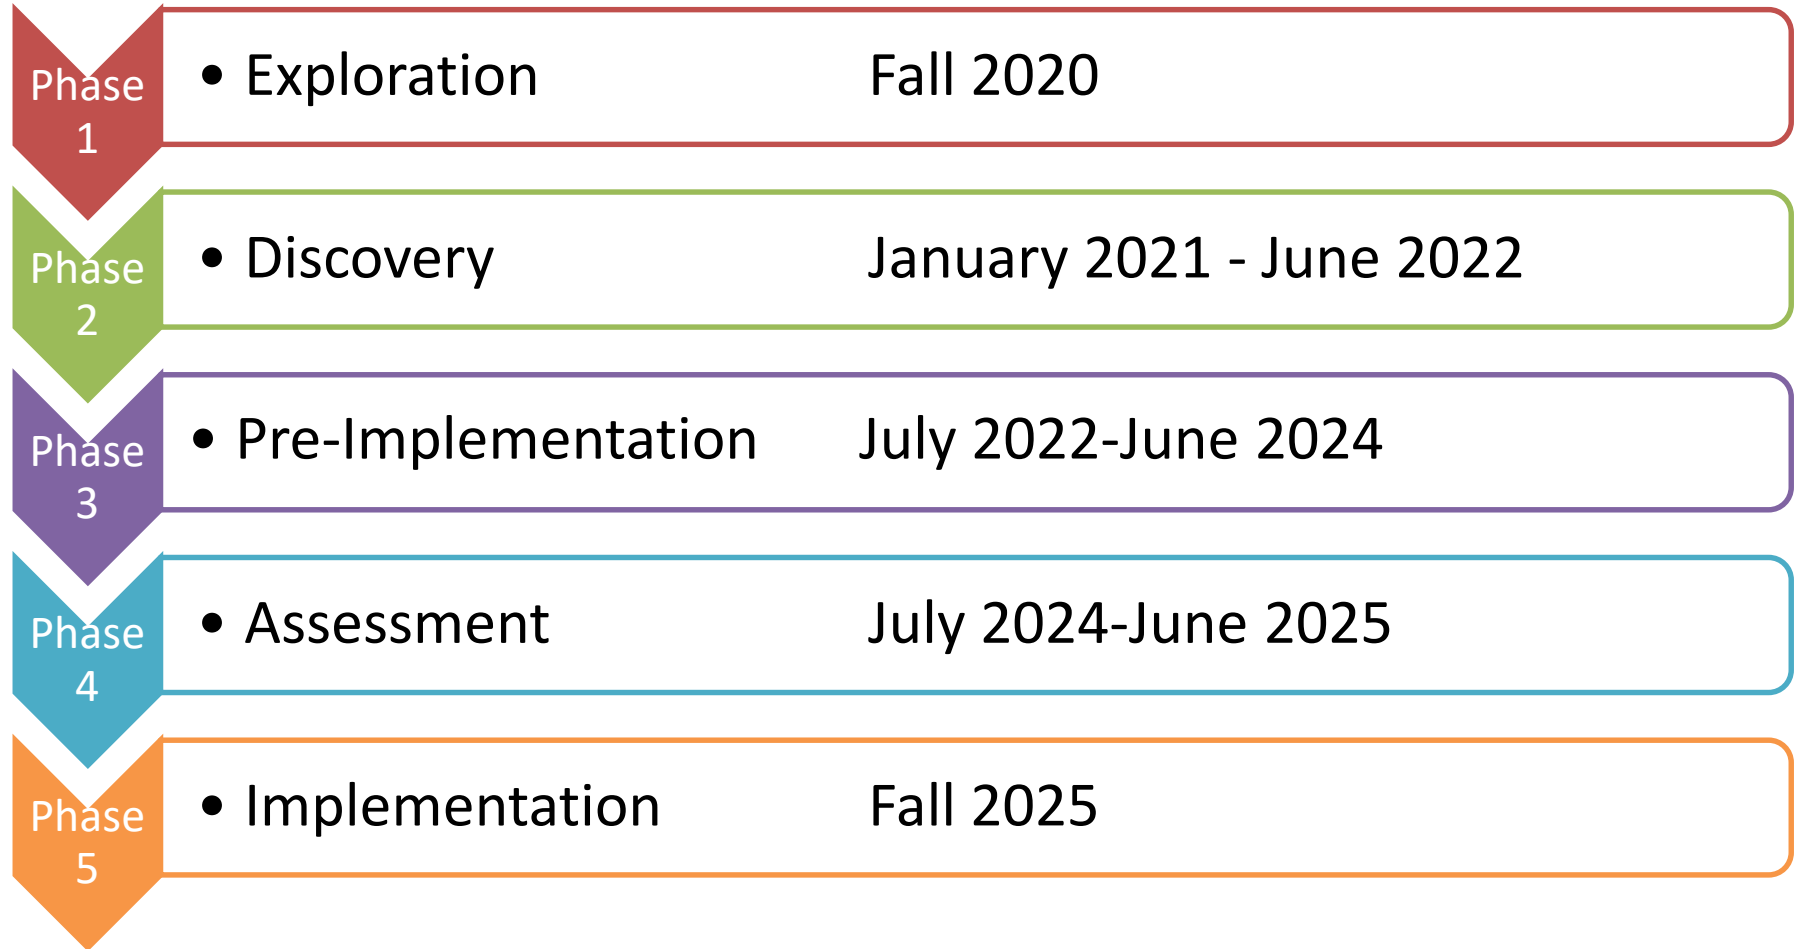 Phase
1
• Exploration Fall 2020
Phase
2
• Discovery January 2021 - June 2022
Phase
3
• Pre-Implementation July 2022-June 2024
Phase
4
• Assessment July 2024-June 2025
Phase
5
• Implementation Fall 2025